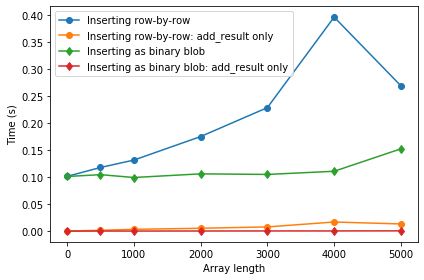 Inserting row-by-row
Inserting row-by-row: add_result only
Inserting as binary blob
Inserting as binary blob: add_result only
0.40
0.35
0.30
0.25
0.20
0.15
0.10
0.05
0.00
Time (s)
0 1000 2000 3000 4000 5000
Array length